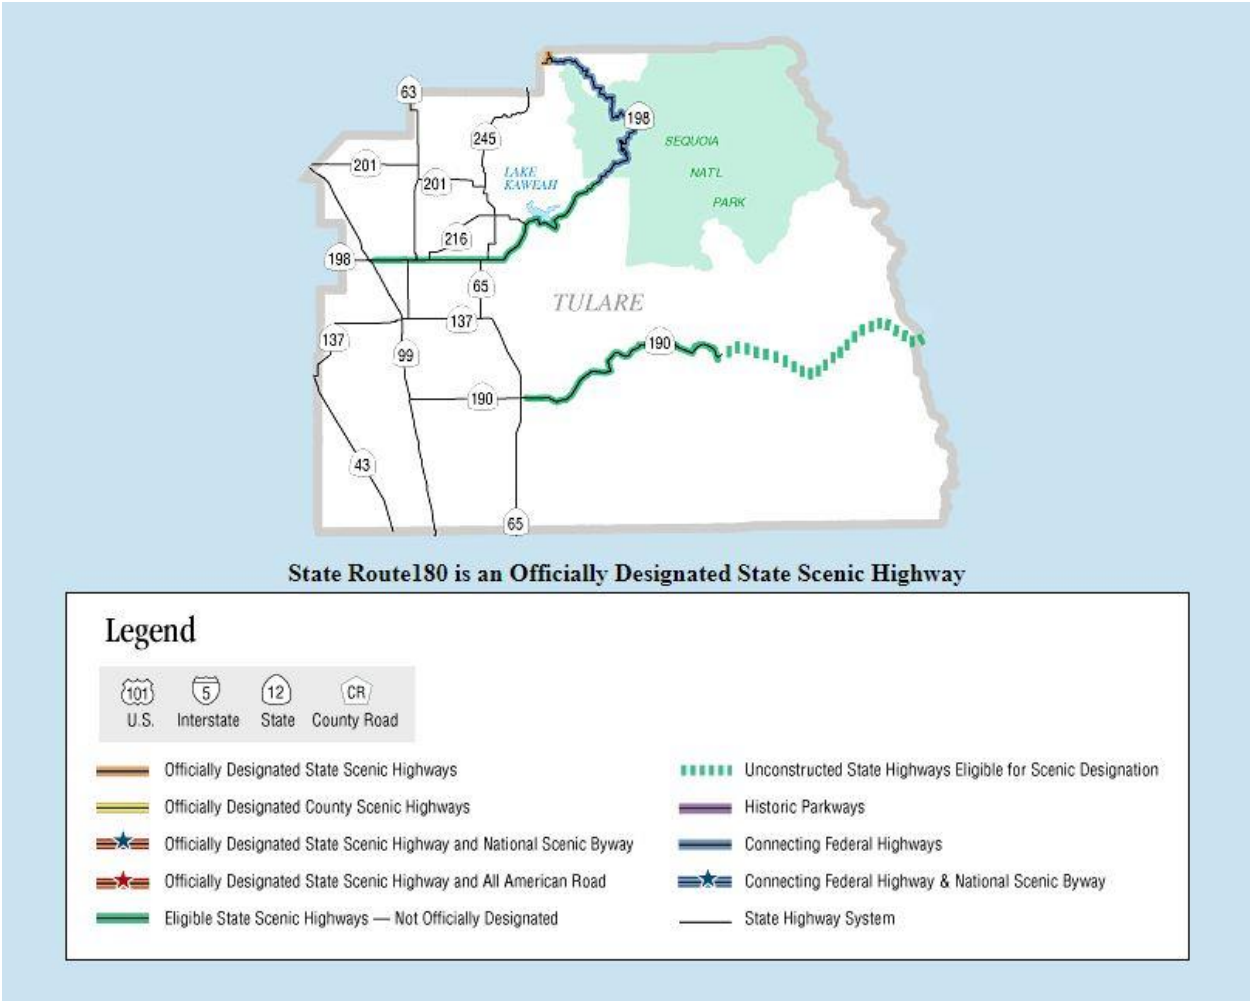 63
198
245
SEQUOIA
NAT'L
PARK
201
LAKE
KAWEAH
201
216
198
65
TULARE
137
137
99
190
190
43
65
State Route180 is an Officially Designated State Scenic Highway
Legend
101
5
12
CR
U.S.
Interstate
State
County Road
Officially Designated State Scenic Highways
Unconstructed State Highways Eligible for Scenic Designation
Officially Designated County Scenic Highways
Historic Parkways
Officially Designated State Scenic Highway and National Scenic Byway
Connecting Federal Highways
Officially Designated State Scenic Highway and All American Road
Connecting Federal Highway & National Scenic Byway
Eligible State Scenic Highways — Not Officially Designated
State Highway System